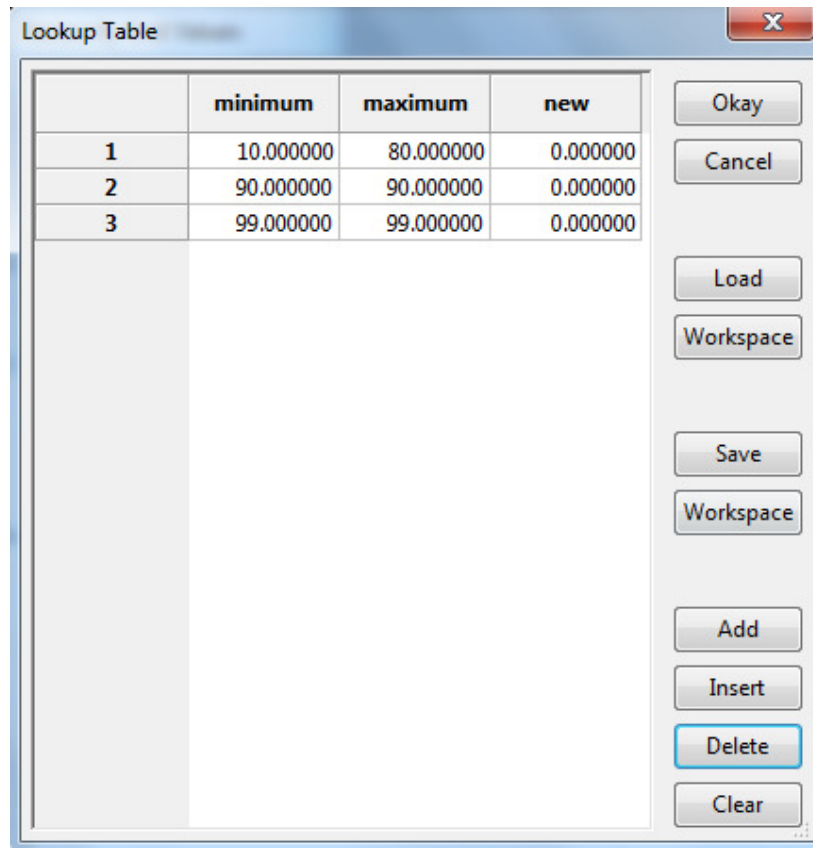 Lookup Table
minimum maximum new
1 10.000000 80.000000 0.000000
2 90.000000 90.000000 0.000000
3 99.000000 99.000000 0.000000
Okay
Cancel
Load
Workspace
Save
Workspace
Add
Insert
Delete
Clear